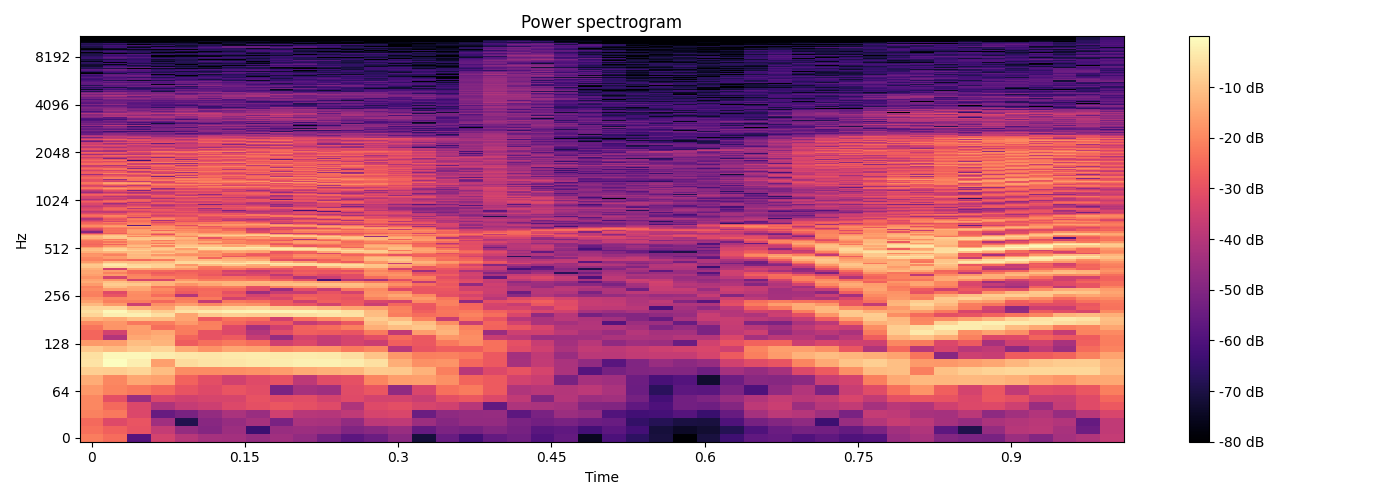 Power spectrogram
Hz
8192
4096
2048
1024
512
256
128
64
0
0 0.15 0.3 0.45 0.6 0.75 0.9
Time
-10 dB
-20 dB
-30 dB
-40 dB
-50 dB
-60 dB
-70 dB
-80 dB